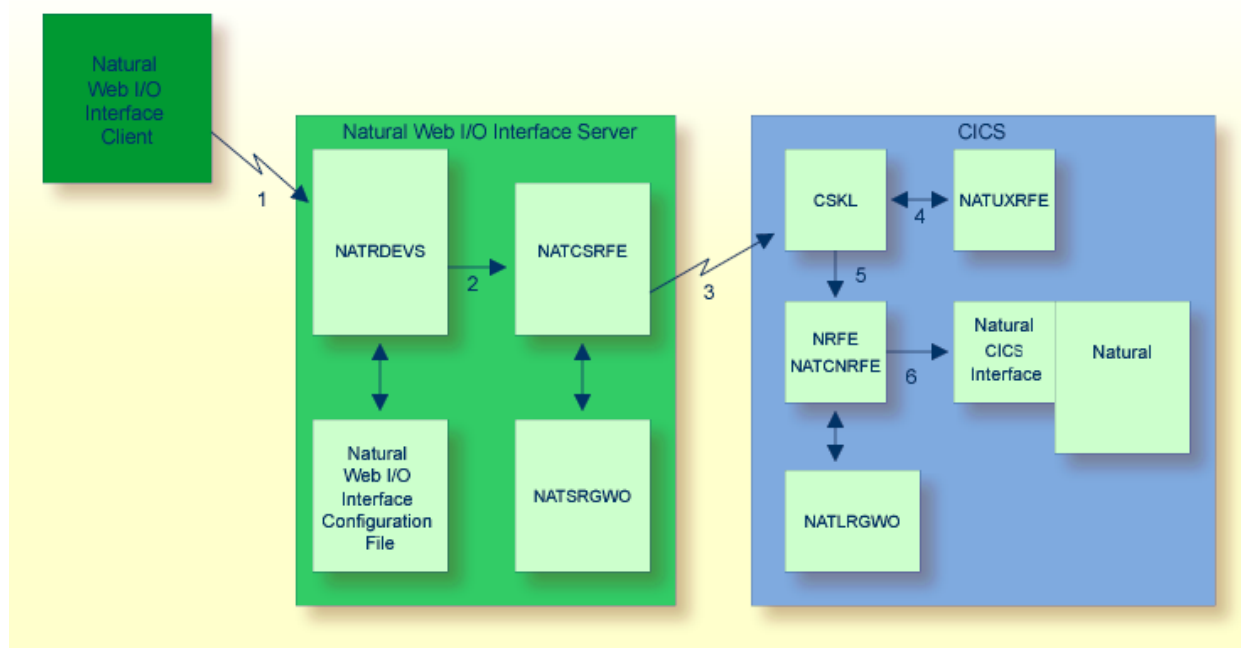 Natural
Web I/O
Interface
Client
1
Natural Web I/O Interface Server
NATRDEVS
2
NATCSRFE
Natural
Web I/O
Interface
Configuration
File
NATSRGWO
3
CICS
CSKL
4
NATUXRFE
5
NRFE
NATCNRFE
6
Natural
CICS
Interface
Natural
NATLRGWO